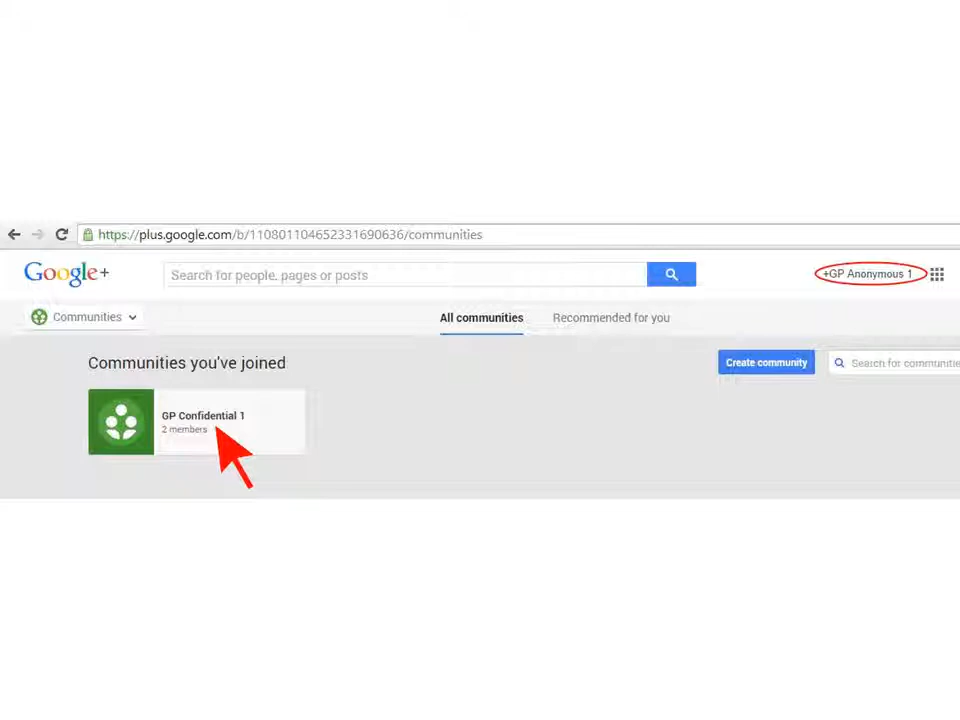 https://plus.google.com/b/110801104652331690636/communities
Google+
Search for people, pages or posts
+GP Anonymous 1
Communities
All communities
Recommended for you
Communities you've joined
Create community
Search for communitie
GP Confidential 1
2 members